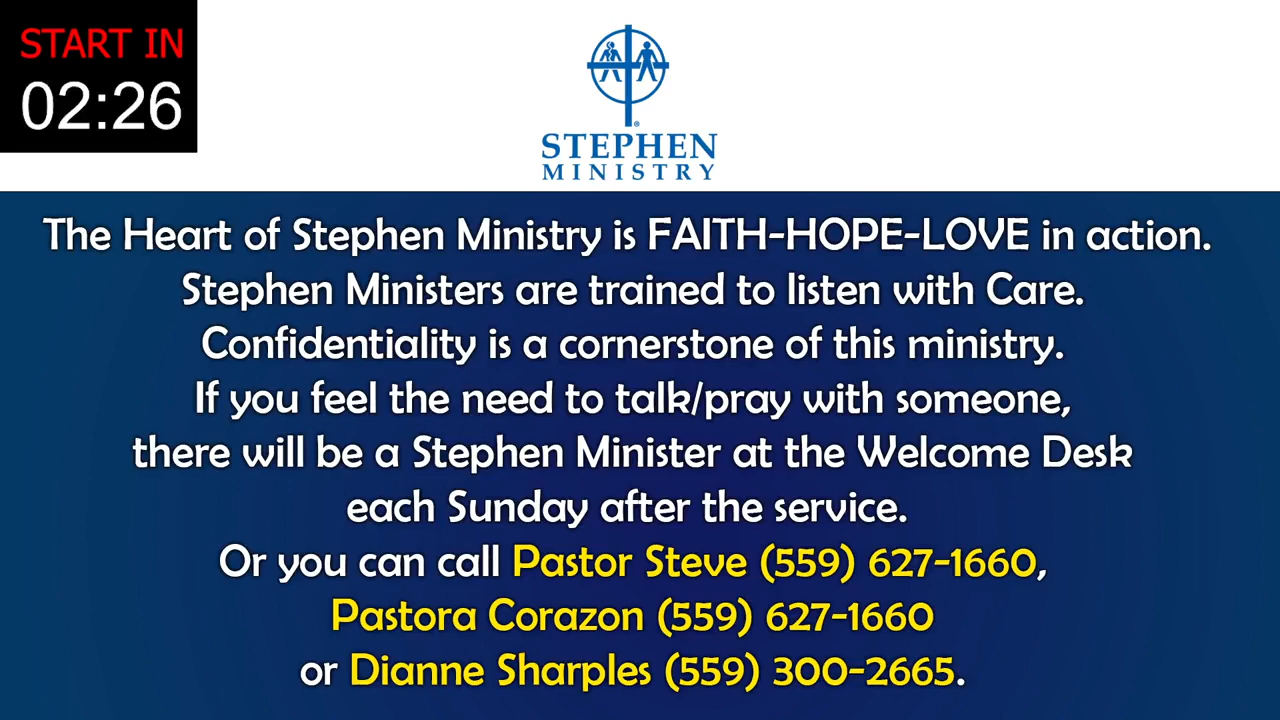 START IN
02:26
STEPHEN
MINISTRY
The Heart of Stephen Ministry is FAITH-HOPE-LOVE in action.
Stephen Ministers are trained to listen with Care.
Confidentiality is a cornerstone of this ministry.
If you feel the need to talk/pray with someone,
there will be a Stephen Minister at the Welcome Desk
each Sunday after the service.
Or you can call Pastor Steve (559) 627-1660,
Pastora Corazon (559) 627-1660
or Dianne Sharples (559) 300-2665.